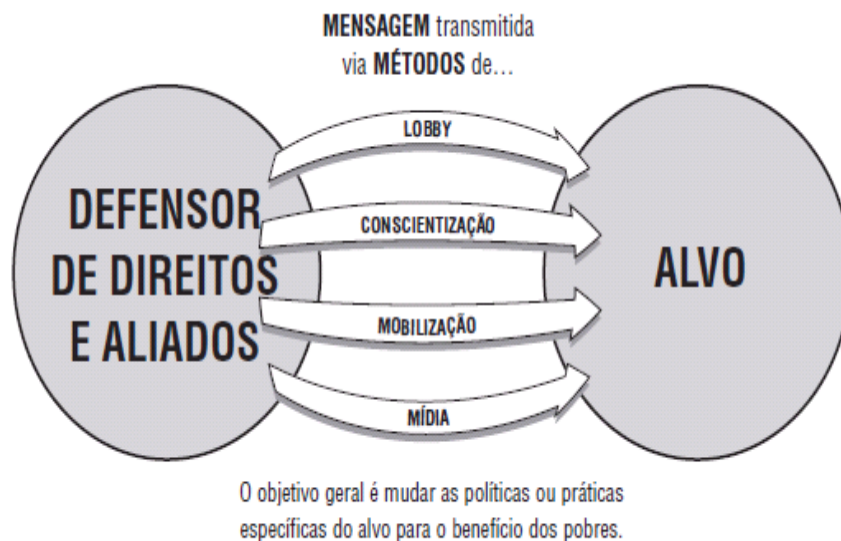 MENSAGEM transmitida
via MÉTODOS de...
LOBBY
CONSCIENTIZAÇÃO
MOBILIZAÇÃO
MÍDIA
DEFENSOR
DE DIREITOS
E ALIADOS
ALVO
O objetivo geral é mudar as políticas ou práticas
específicas do alvo para o benefício dos pobres.